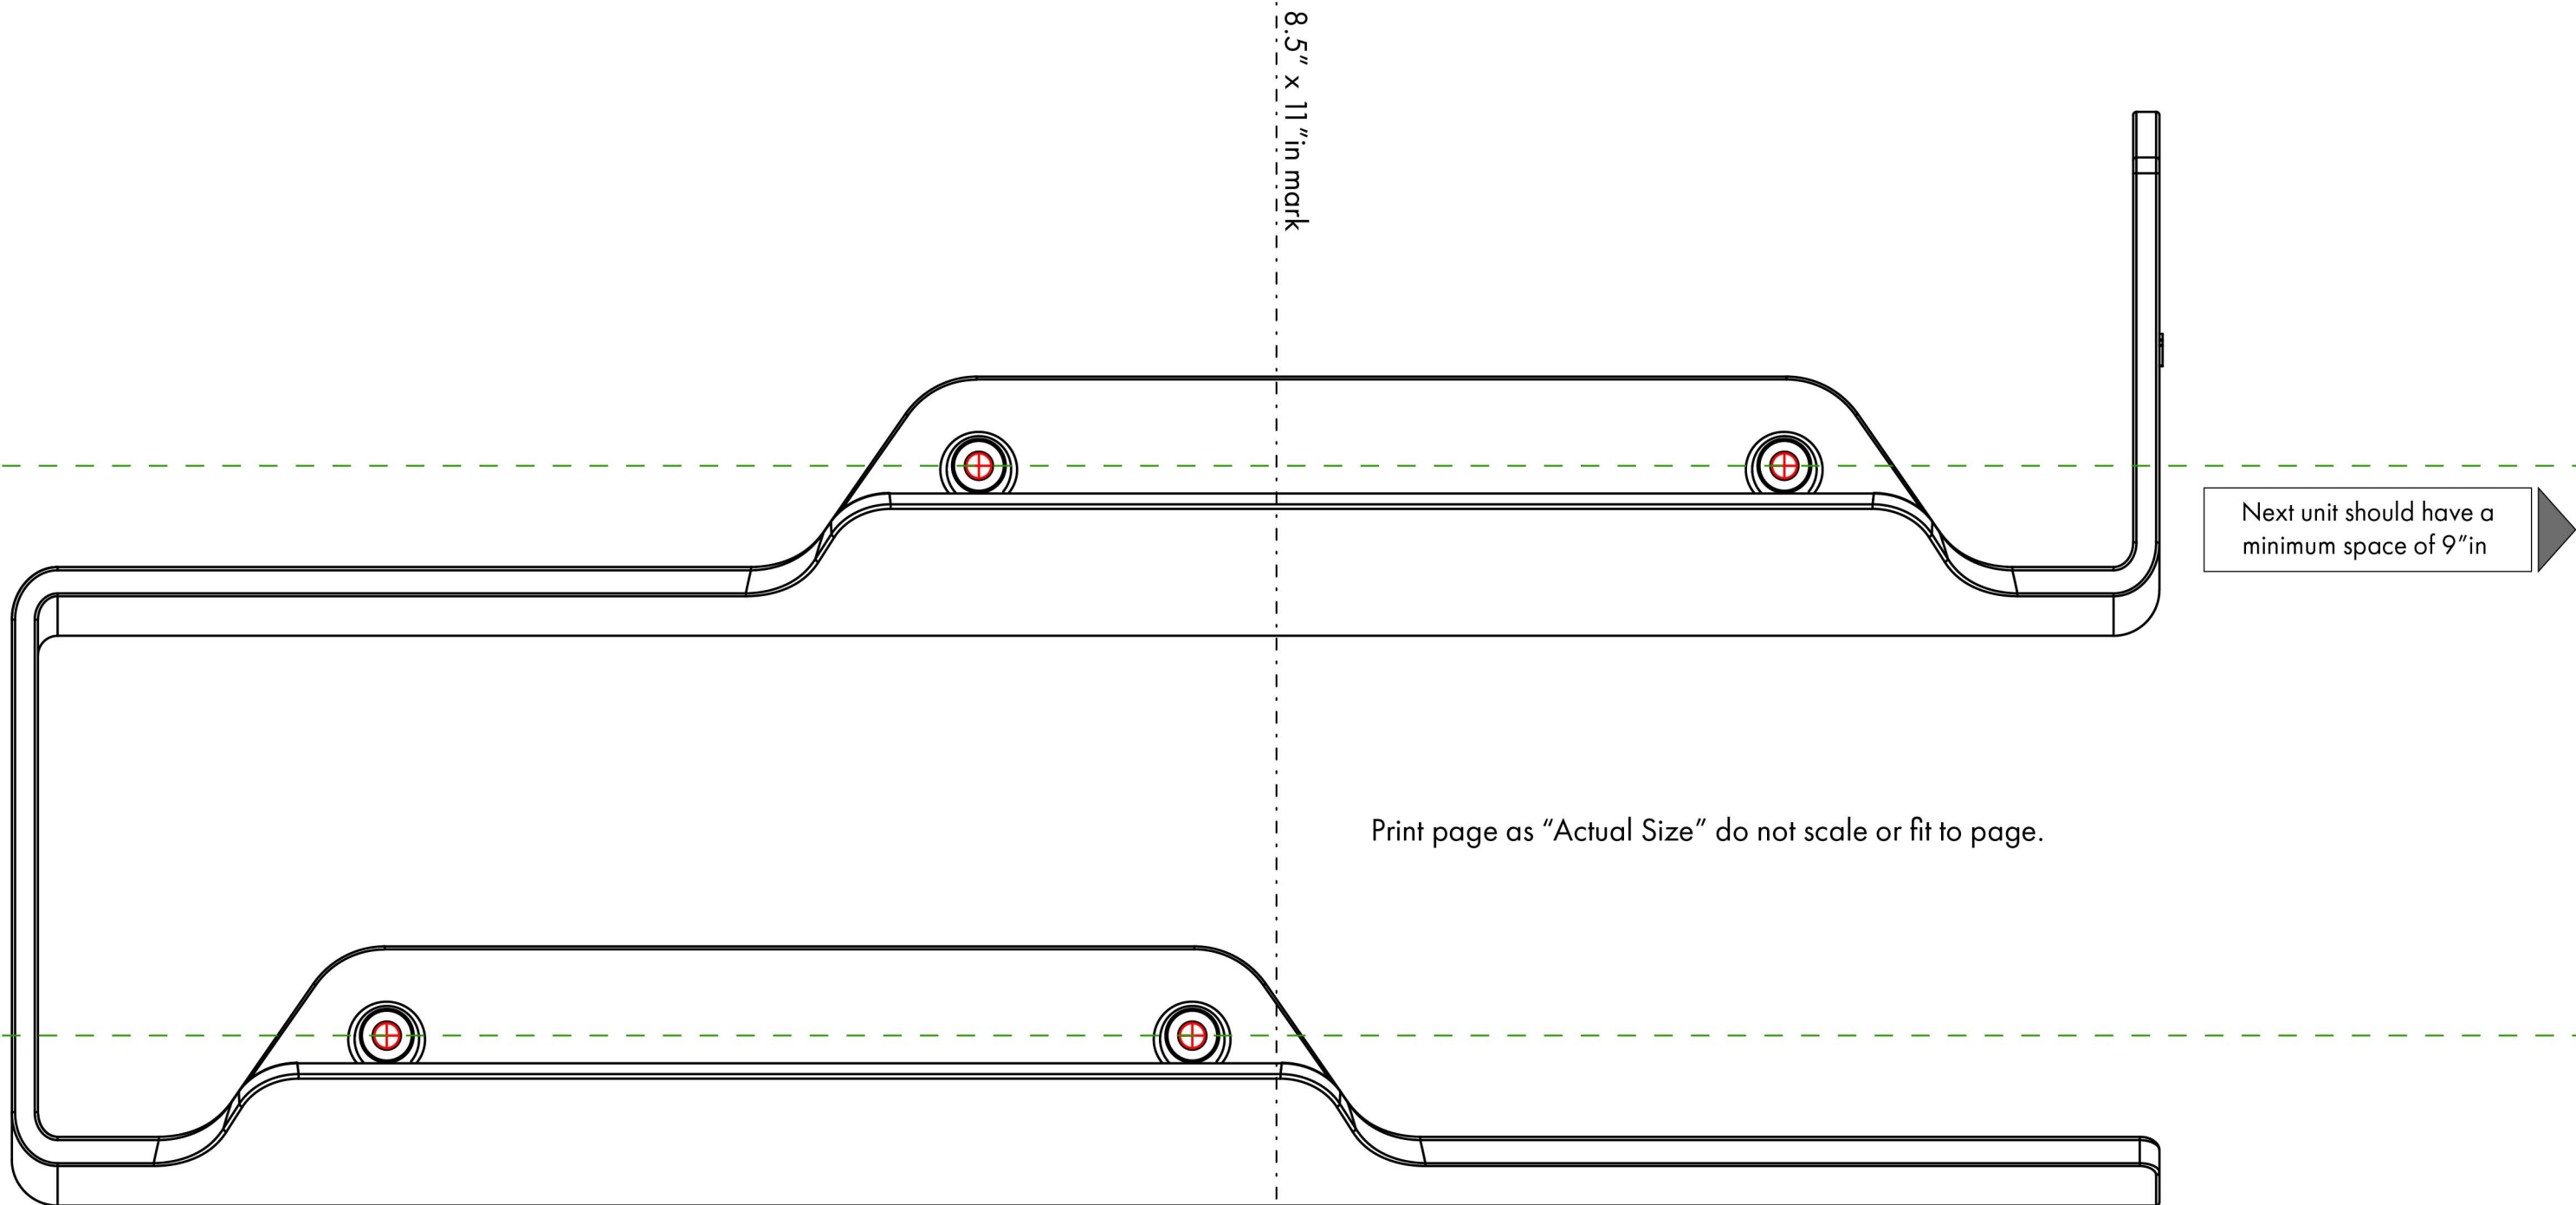 8.5” x 11”in mark
Next unit should have a
minimum space of 9”in
Print page as “Actual Size” do not scale or fit to page.